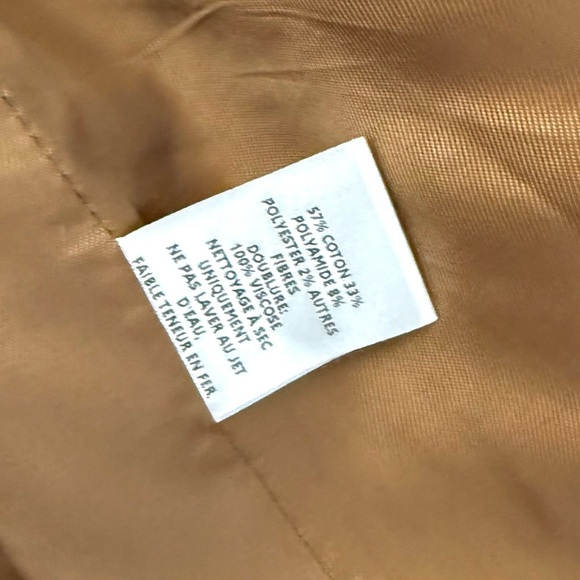 57% COTON 33%
POLYAMIDE 8%
POLYESTER 2% AUTRES
FIBRES
DOUBLURE:
100% VISCOSE
NETTOYAGE À SEC
UNIQUEMENT
NE PAS LAVER AU JET
D'EAU.
FAIBLE TENEUR EN FER.